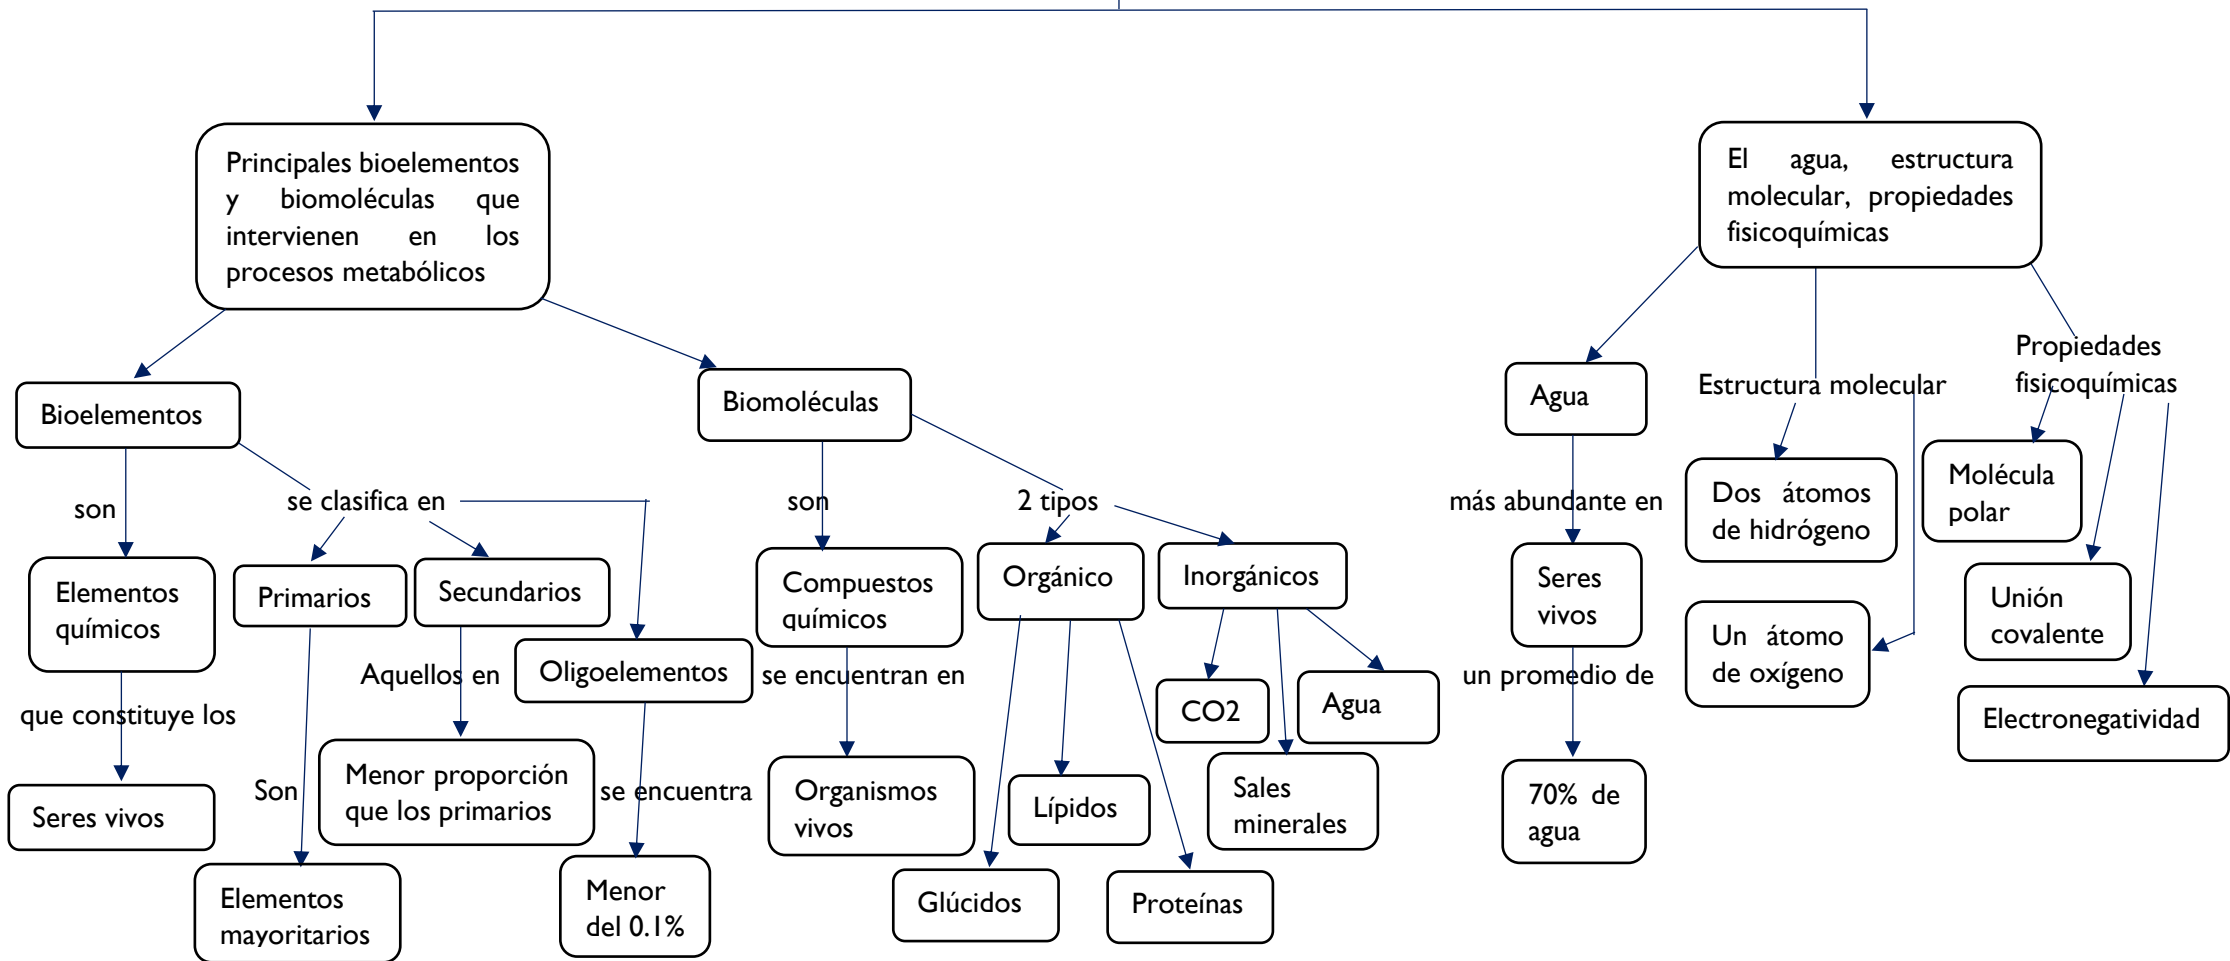 Principales bioelementos
y biomoléculas que
intervienen en los
procesos metabólicos
El agua, estructura
molecular, propiedades
fisicoquímicas
Bioelementos
Biomoléculas
Agua
Estructura molecular
Propiedades
fisicoquímicas
son
se clasifica en
son
2 tipos
más abundante en
Dos átomos
de hidrógeno
Molécula
polar
Elementos
químicos
Primarios
Secundarios
Oligoelementos
Compuestos
químicos
Orgánico
Inorgánicos
Seres
vivos
Un átomo
de oxígeno
Unión
covalente
que constituye los
Aquellos en
se encuentran en
CO2
Agua
un promedio de
Electronegatividad
Seres vivos
Son
Menor proporción
que los primarios
se encuentra
Organismos
vivos
Lípidos
Sales
minerales
70% de
agua
Elementos
mayoritarios
Menor
del 0.1%
Glúcidos
Proteínas